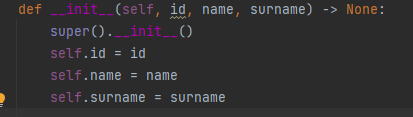 def __init__(self, id, name, surname) -> None:
    super().__init__()
    self.id = id
    self.name = name
    self.surname = surname